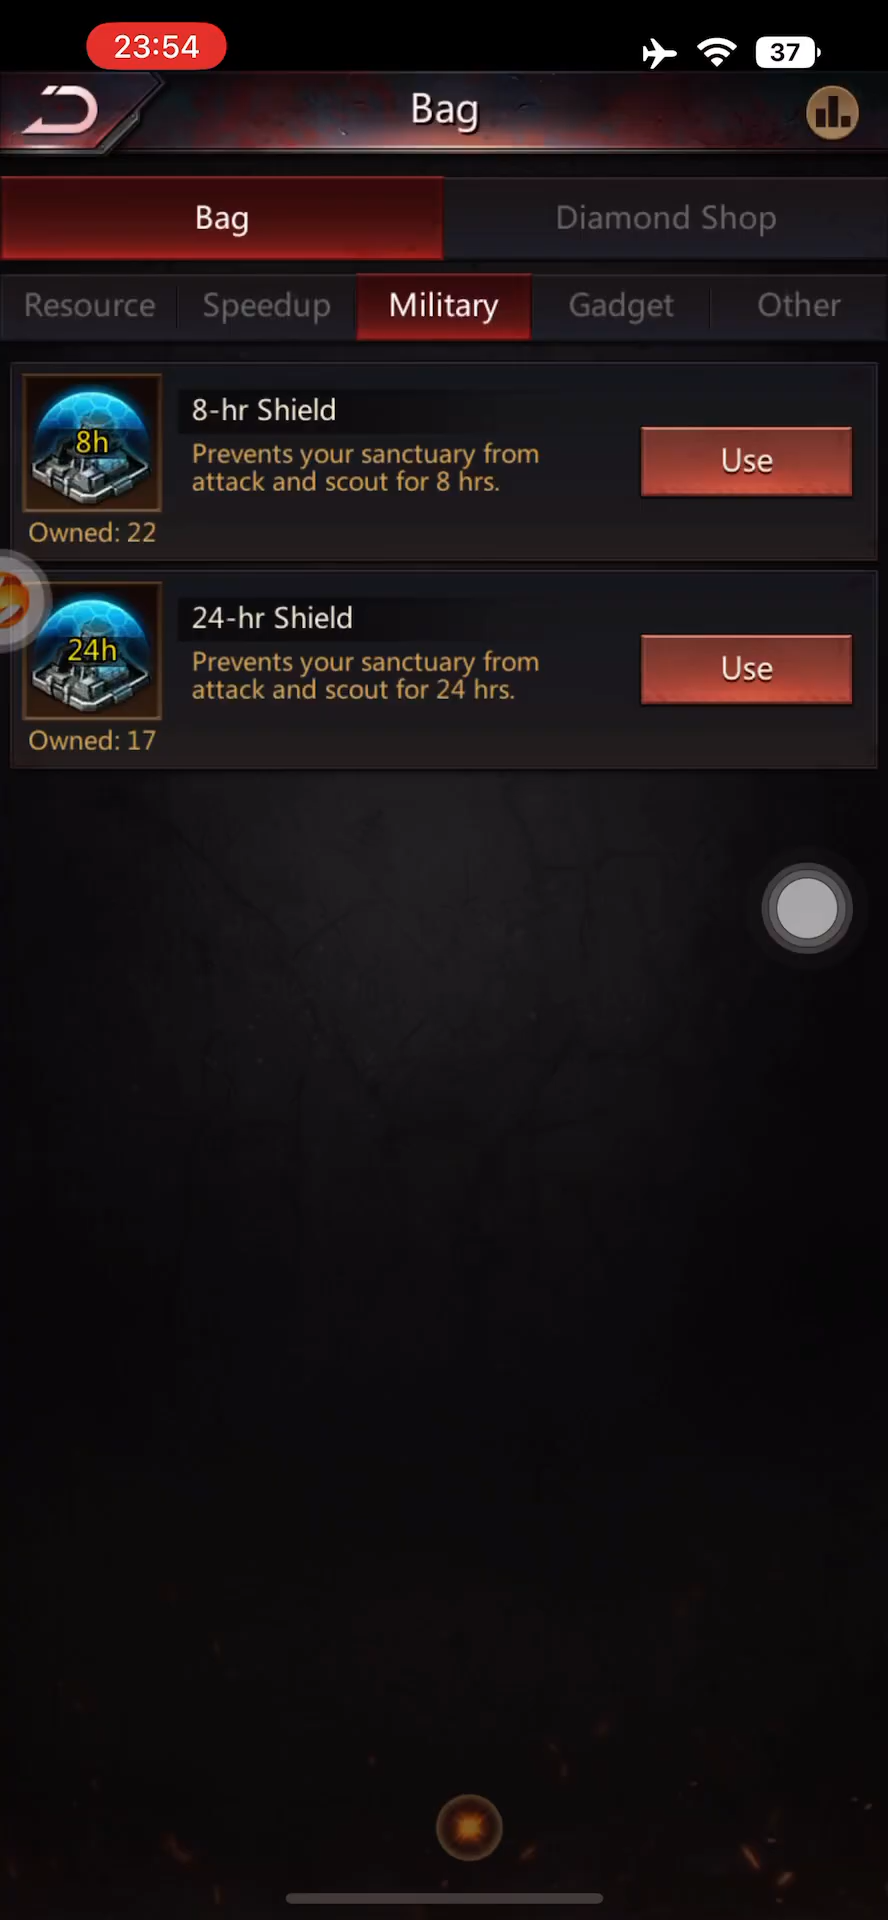 23:54
37
Bag
Bag
Diamond Shop
Resource
Speedup
Military
Gadget
Other
8h
8-hr Shield
Prevents your sanctuary from
attack and scout for 8 hrs.
Use
Owned: 22
24h
24-hr Shield
Prevents your sanctuary from
attack and scout for 24 hrs.
Use
Owned: 17